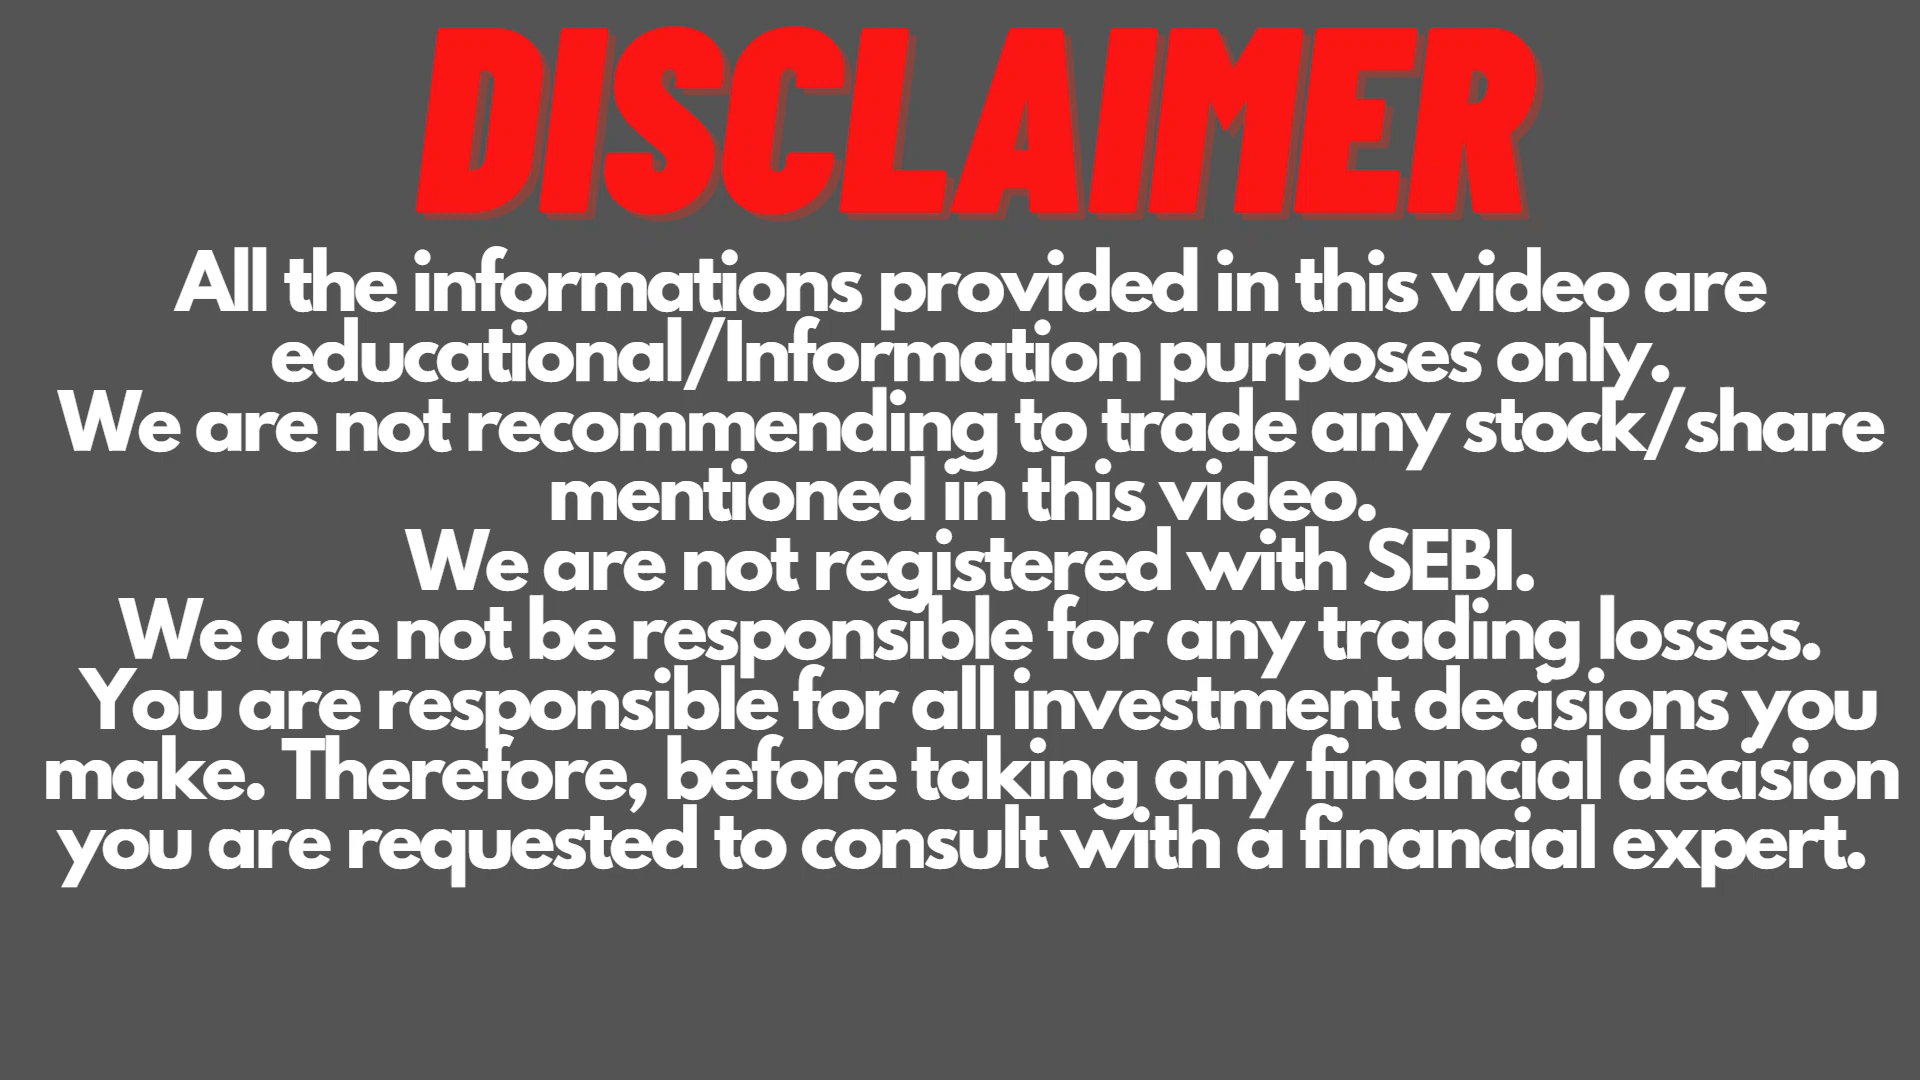 DISCLAIMER
All the informations provided in this video are
educational/Information purposes only.
We are not recommending to trade any stock/share
mentioned in this video.
We are not registered with SEBI.
We are not be responsible for any trading losses.
You are responsible for all investment decisions you
make. Therefore, before taking any financial decision
you are requested to consult with a financial expert.